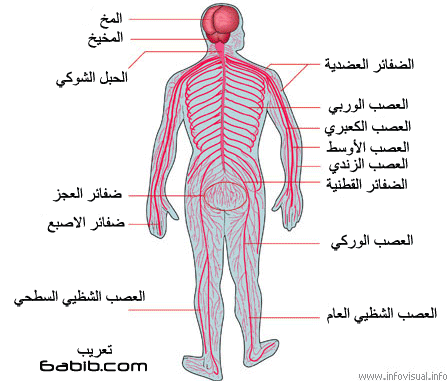 المخ
المخيخ
الحبل الشوكي
الضفائر العضدية
العصب الوربي
العصب الكعبري
العصب الأوسط
العصب الزندي
الضفائر القطنية
ضفائر العجز
ضفائر الاصبع
العصب الوركي
العصب الشظيي السطحي
العصب الشظيي العام
تعريب
6abib.com
www.infovisual.info